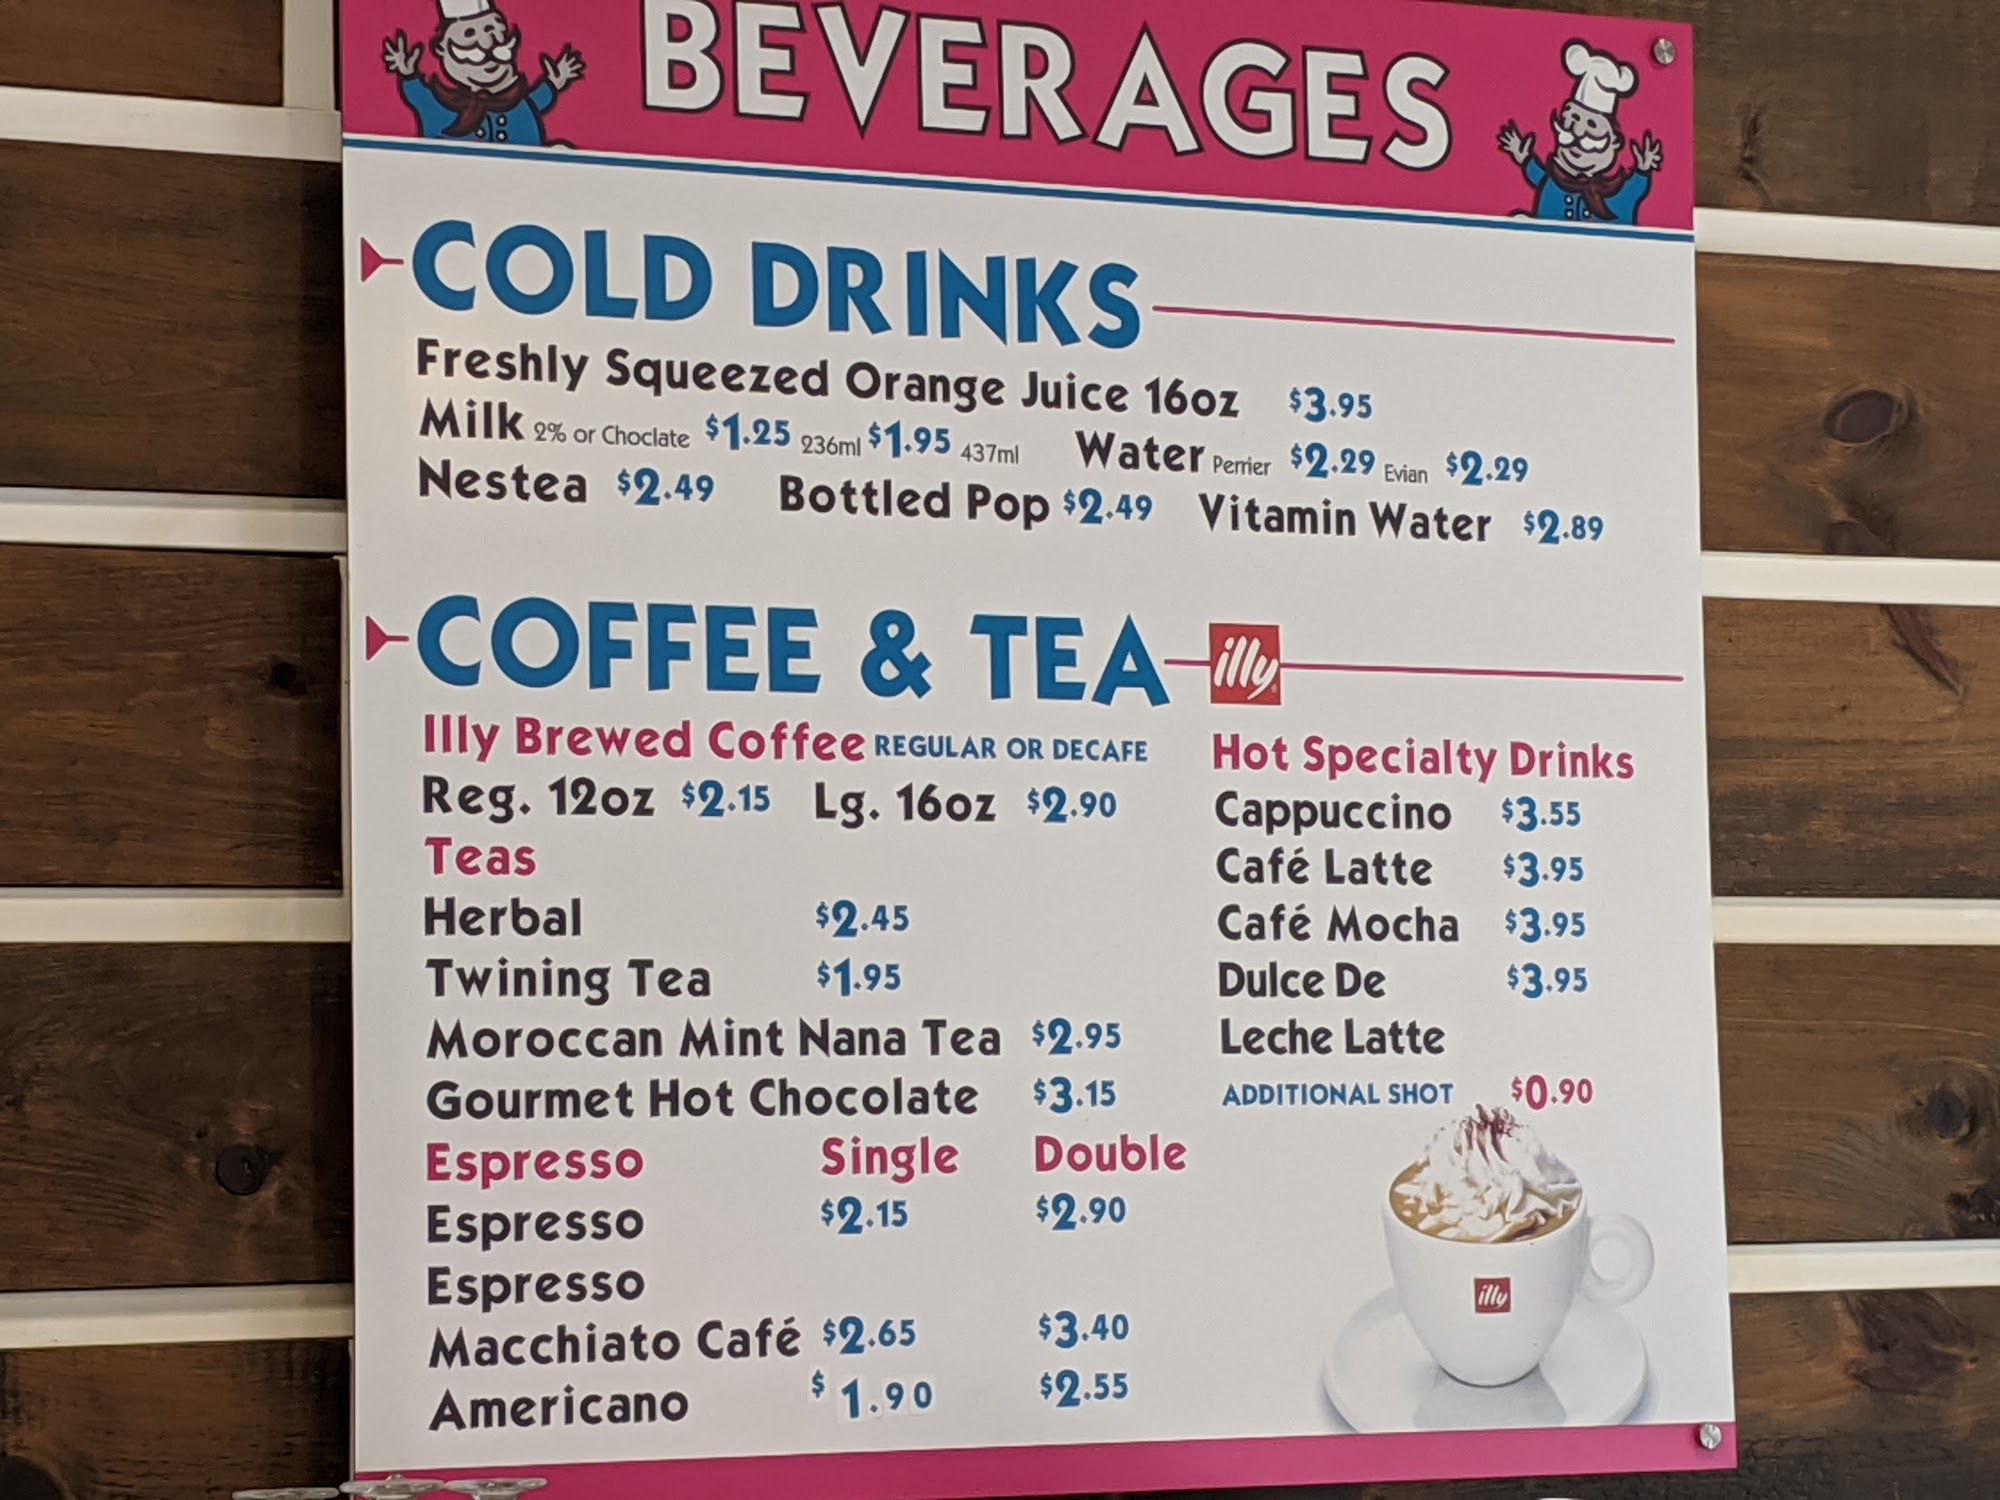 BEVERAGES
COLD DRINKS
Freshly Squeezed Orange Juice 16oz $3.95
Milk 2% or Choclate $1.25 236ml $1.95 437ml Water Perrier $2.29 Evian $2.29
Nestea $2.49 Bottled Pop $2.49 Vitamin Water $2.89
COFFEE & TEA illy
Illy Brewed Coffee REGULAR OR DECAFE
Reg. 12oz $2.15 Lg. 16oz $2.90
Teas
Herbal $2.45
Twining Tea $1.95
Moroccan Mint Nana Tea $2.95
Gourmet Hot Chocolate $3.15
Espresso Single Double
Espresso $2.15 $2.90
Espresso
Macchiato Café $2.65 $3.40
Americano $1.90 $2.55
Hot Specialty Drinks
Cappuccino $3.55
Café Latte $3.95
Café Mocha $3.95
Dulce De $3.95
Leche Latte
ADDITIONAL SHOT $0.90
illy